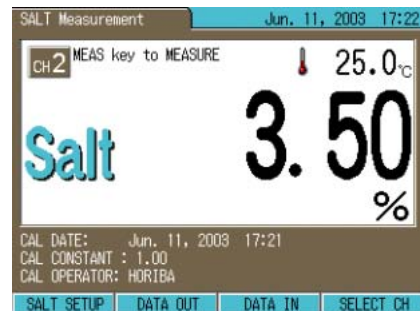 SALT Measurement Jun. 11, 2003 17:22
CH2 MEAS key to MEASURE 25.0℃
Salt 3.50
%
CAL DATE: Jun. 11, 2003 17:21
CAL CONSTANT : 1.00
CAL OPERATOR: HORIBA
SALT SETUP DATA OUT DATA IN SELECT CH